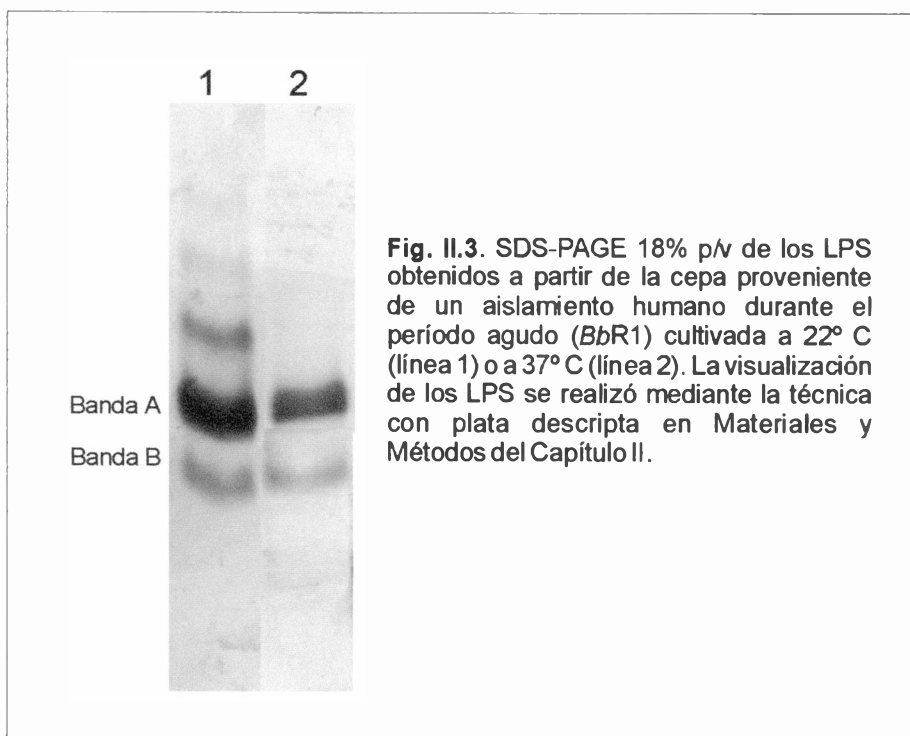 1 2
Banda A
Banda B
Fig. II.3. SDS-PAGE 18% p/v de los LPS
obtenidos a partir de la cepa proveniente
de un aislamiento humano durante el
período agudo (BbR1) cultivada a 22º C
(línea 1) o a 37º C (línea 2). La visualización
de los LPS se realizó mediante la técnica
con plata descripta en Materiales y
Métodos del Capítulo II.